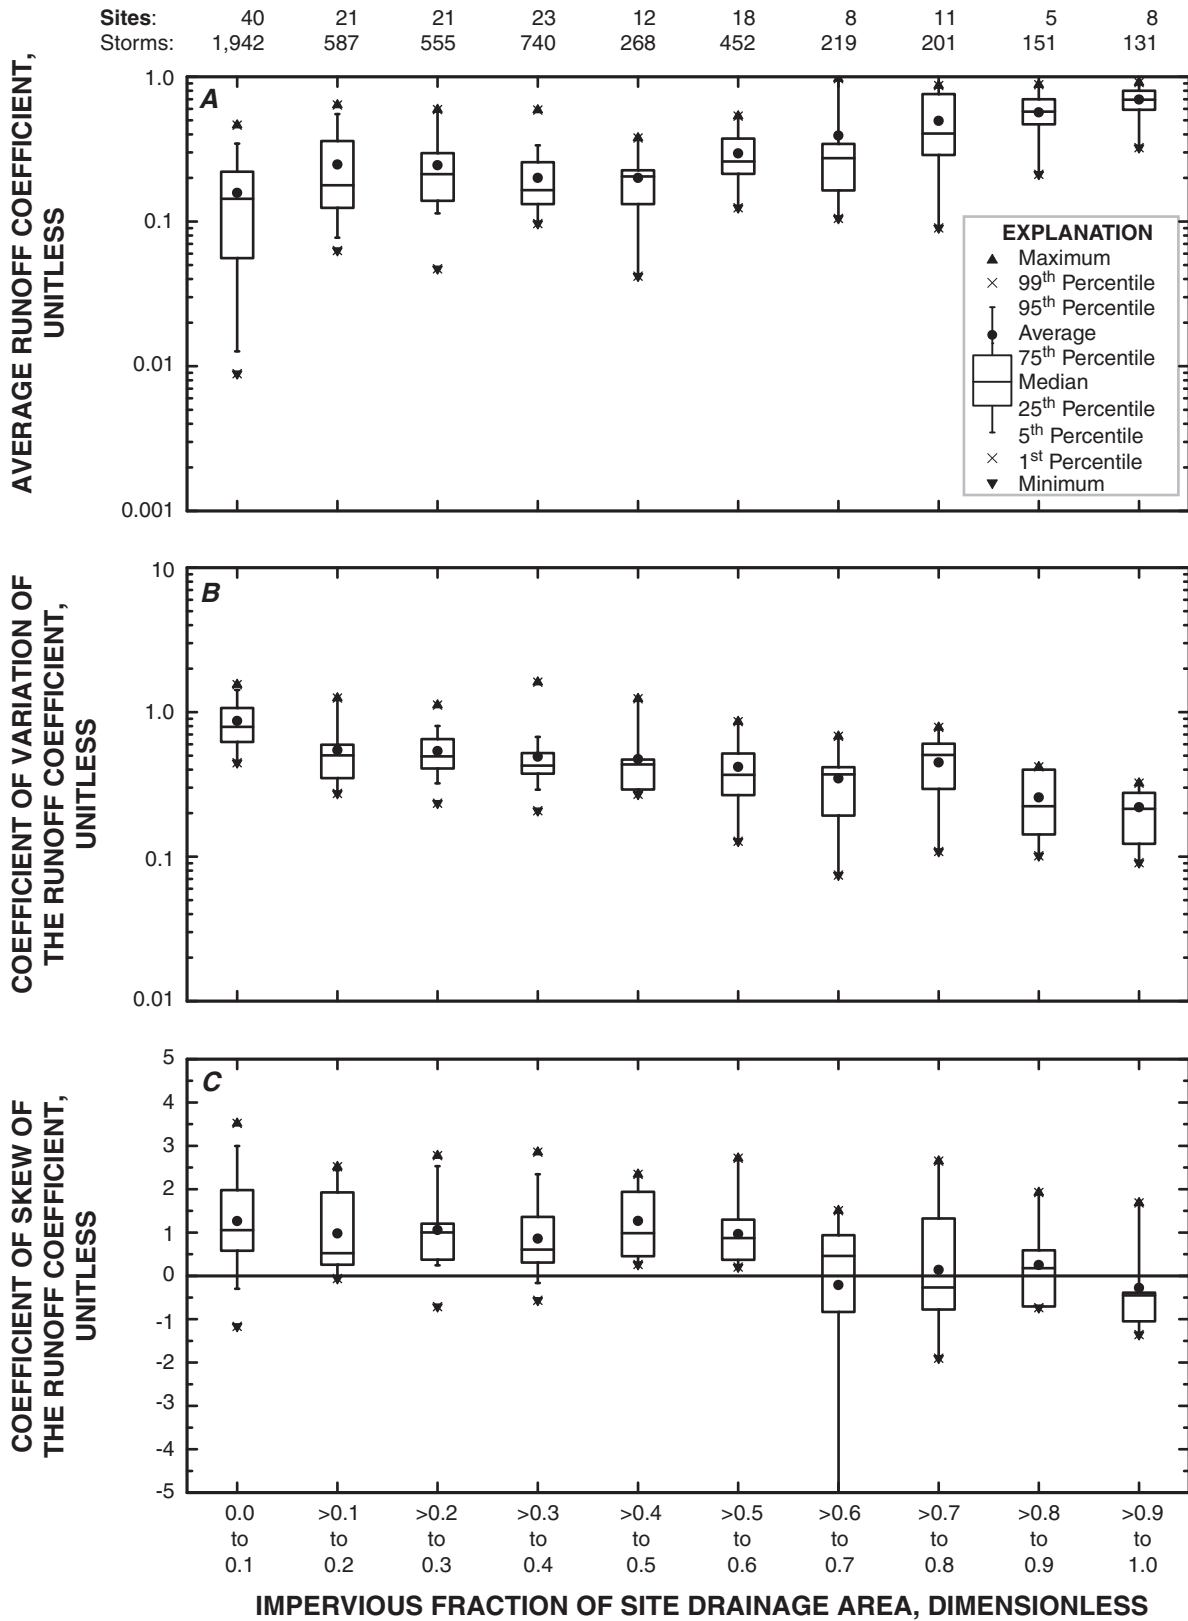 Sites: 40 21 21 23 12 18 8 11 5 8
Storms: 1,942 587 555 740 268 452 219 201 151 131
AVERAGE RUNOFF COEFFICIENT,
UNITLESS
A
1.0
0.1
0.01
0.001
EXPLANATION
Maximum
99th Percentile
95th Percentile
Average
75th Percentile
Median
25th Percentile
5th Percentile
1st Percentile
Minimum
COEFFICIENT OF VARIATION OF
THE RUNOFF COEFFICIENT,
UNITLESS
B
10
1.0
0.1
0.01
COEFFICIENT OF SKEW OF
THE RUNOFF COEFFICIENT,
UNITLESS
C
5
4
3
2
1
0
-1
-2
-3
-4
-5
0.0 >0.1 >0.2 >0.3 >0.4 >0.5 >0.6 >0.7 >0.8 >0.9
to to to to to to to to to to
0.1 0.2 0.3 0.4 0.5 0.6 0.7 0.8 0.9 1.0
IMPERVIOUS FRACTION OF SITE DRAINAGE AREA, DIMENSIONLESS